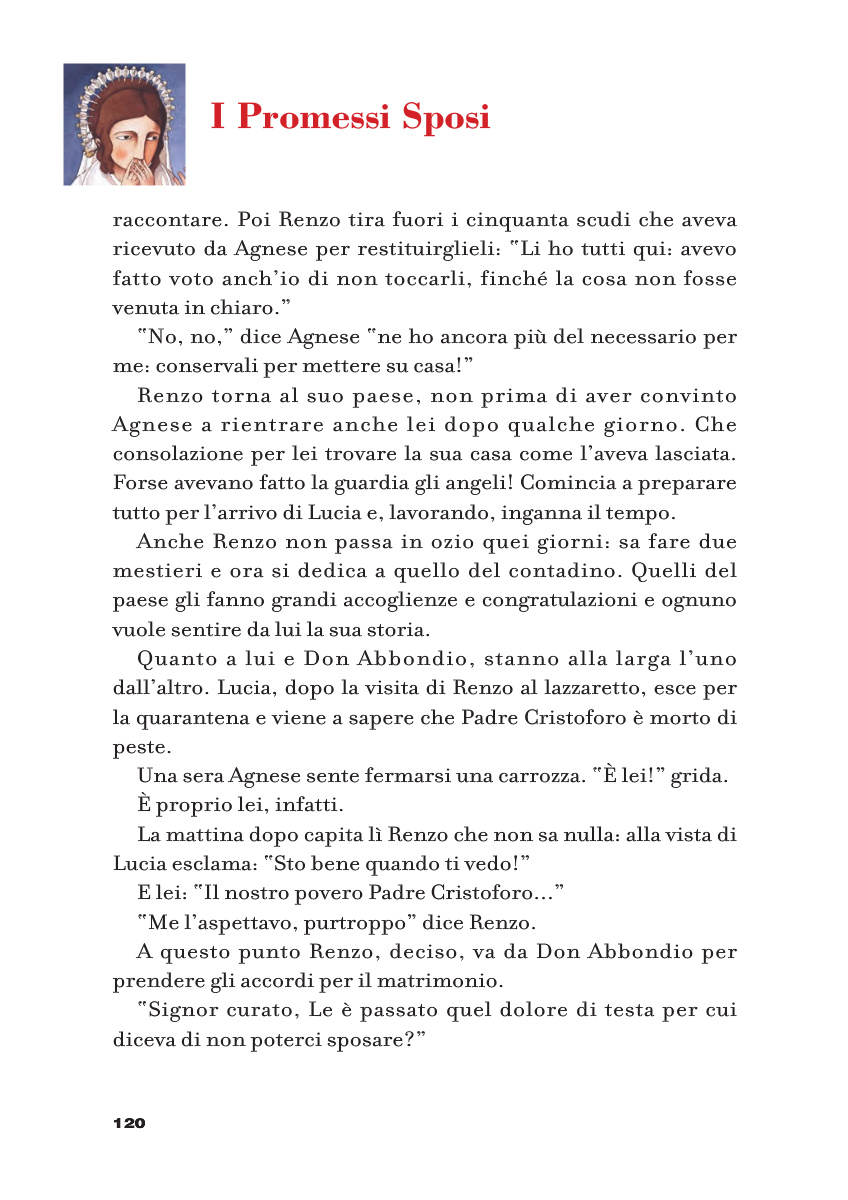 I Promessi Sposi
raccontare. Poi Renzo tira fuori i cinquanta scudi che aveva
ricevuto da Agnese per restituirglieli: “Li ho tutti qui: avevo
fatto voto anch’io di non toccarli, finché la cosa non fosse
venuta in chiaro.”
“No, no,” dice Agnese “ne ho ancora più del necessario per
me: conservali per mettere su casa!”
Renzo torna al suo paese, non prima di aver convinto
Agnese a rientrare anche lei dopo qualche giorno. Che
consolazione per lei trovare la sua casa come l’aveva lasciata.
Forse avevano fatto la guardia gli angeli! Comincia a preparare
tutto per l’arrivo di Lucia e, lavorando, inganna il tempo.
Anche Renzo non passa in ozio quei giorni: sa fare due
mestieri e ora si dedica a quello del contadino. Quelli del
paese gli fanno grandi accoglienze e congratulazioni e ognuno
vuole sentire da lui la sua storia.
Quanto a lui e Don Abbondio, stanno alla larga l’uno
dall’altro. Lucia, dopo la visita di Renzo al lazzaretto, esce per
la quarantena e viene a sapere che Padre Cristoforo è morto di
peste.
Una sera Agnese sente fermarsi una carrozza. “È lei!” grida.
È proprio lei, infatti.
La mattina dopo capita lì Renzo che non sa nulla: alla vista di
Lucia esclama: “Sto bene quando ti vedo!”
E lei: “Il nostro povero Padre Cristoforo...”
“Me l’aspettavo, purtroppo” dice Renzo.
A questo punto Renzo, deciso, va da Don Abbondio per
prendere gli accordi per il matrimonio.
“Signor curato, Le è passato quel dolore di testa per cui
diceva di non poterci sposare?”
120